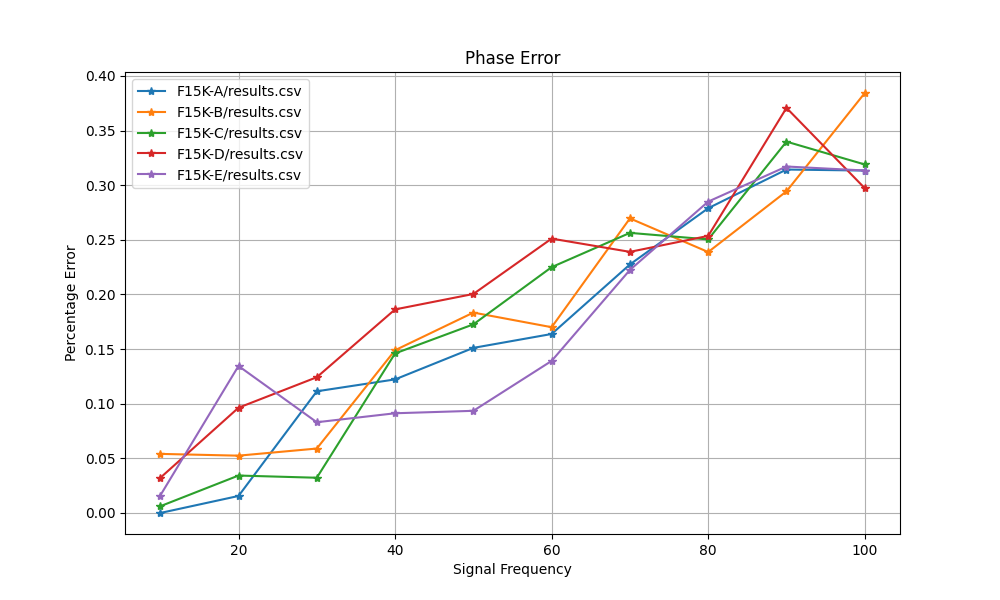 Phase Error
F15K-A/results.csv
F15K-B/results.csv
F15K-C/results.csv
F15K-D/results.csv
F15K-E/results.csv
Percentage Error
0.40
0.35
0.30
0.25
0.20
0.15
0.10
0.05
0.00
20 40 60 80 100
Signal Frequency